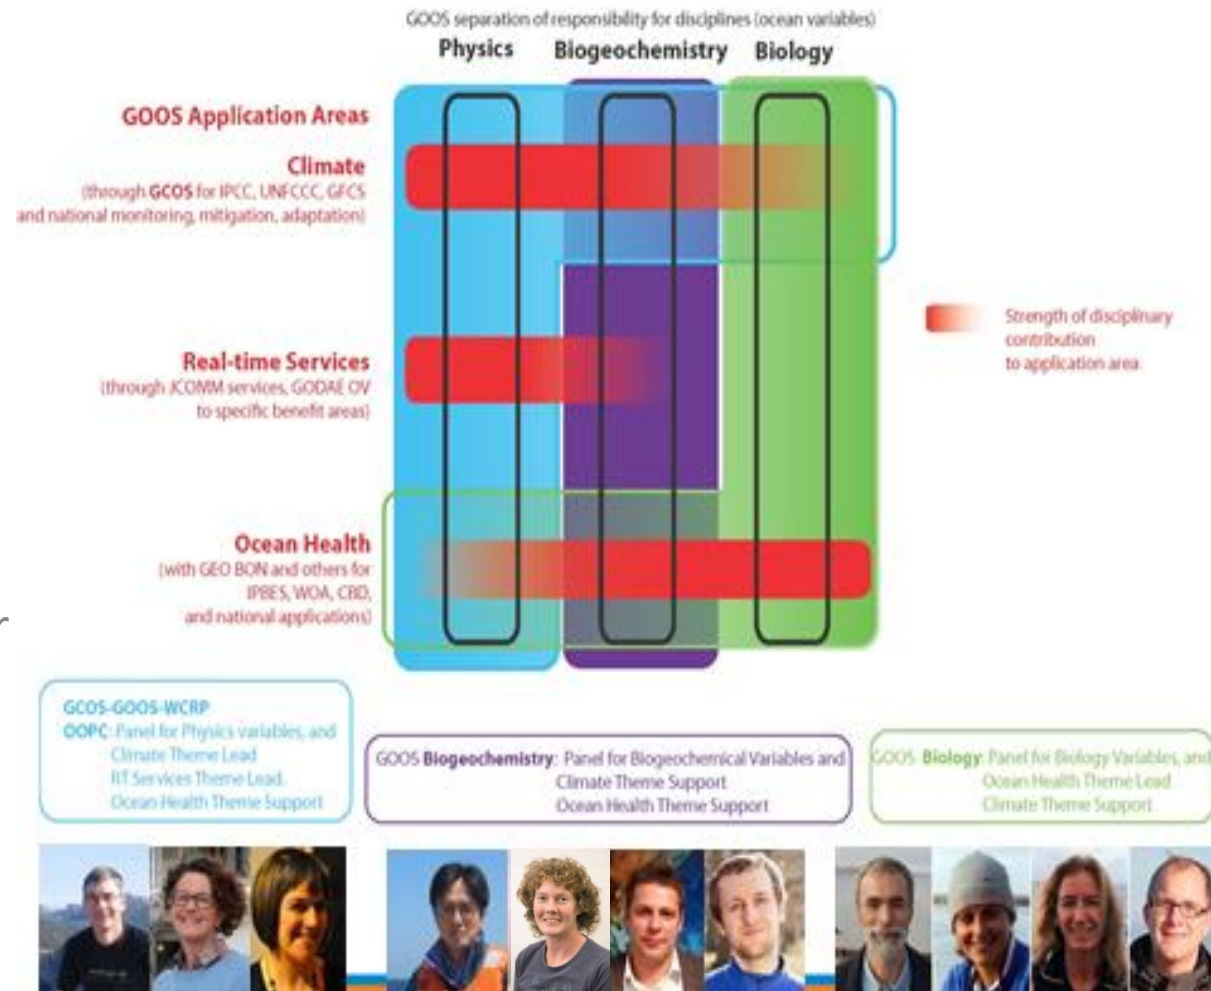 GOOS separation of responsibility for disciplines (ocean variables)
Physics Biogeochemistry Biology
GOOS Application Areas
Climate
(through GCOS for IPCC, UNFCCC, GFCS
and national monitoring, mitigation, adaptation)
Real-time Services
(through JCOMM services, GODAE OV
to specific benefit areas)
Ocean Health
(with GEO BON and others for
IPBES, WOA, CBD,
and national applications)
Strength of disciplinary
contribution
to application area
r
GCOS-GOOS-WCRP
OOPC: Panel for Physics variables, and
Climate Theme Lead
RT Services Theme Lead.
Ocean Health Theme Support
GOOS Biogeochemistry: Panel for Biogeochemical Variables and
Climate Theme Support
Ocean Health Theme Support
GOOS Biology: Panel for Biology Variables, and
Ocean Health Theme Lead
Climate Theme Support